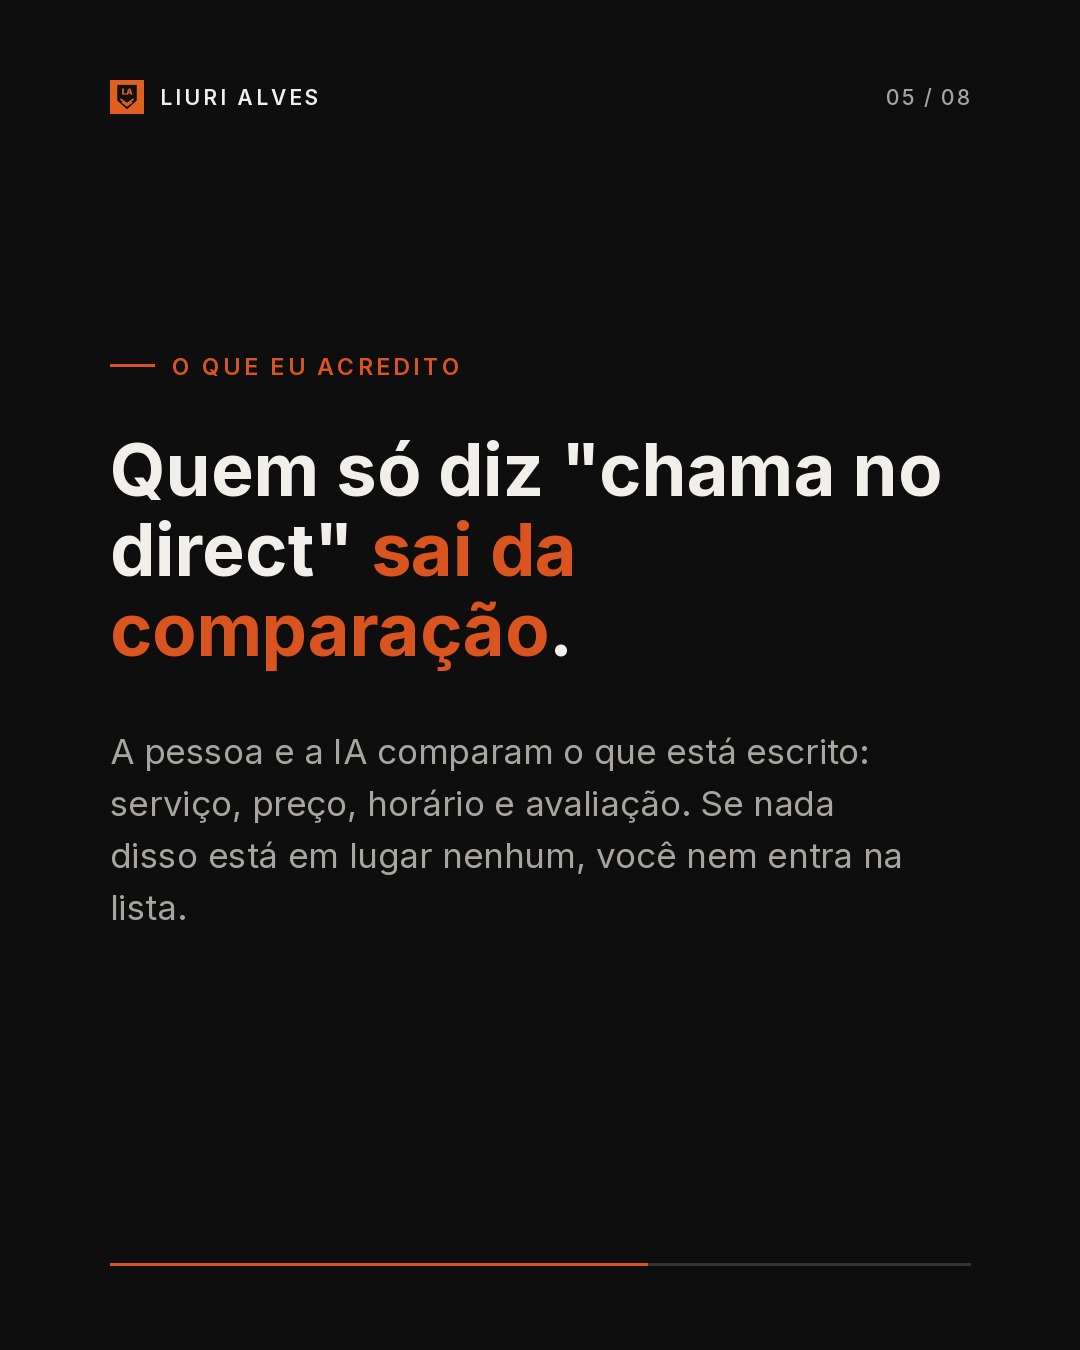 LA
LIURI ALVES
05 / 08
O QUE EU ACREDITO
Quem só diz "chama no
direct" sai da
comparação.
A pessoa e a IA comparam o que está escrito:
serviço, preço, horário e avaliação. Se nada
disso está em lugar nenhum, você nem entra na
lista.